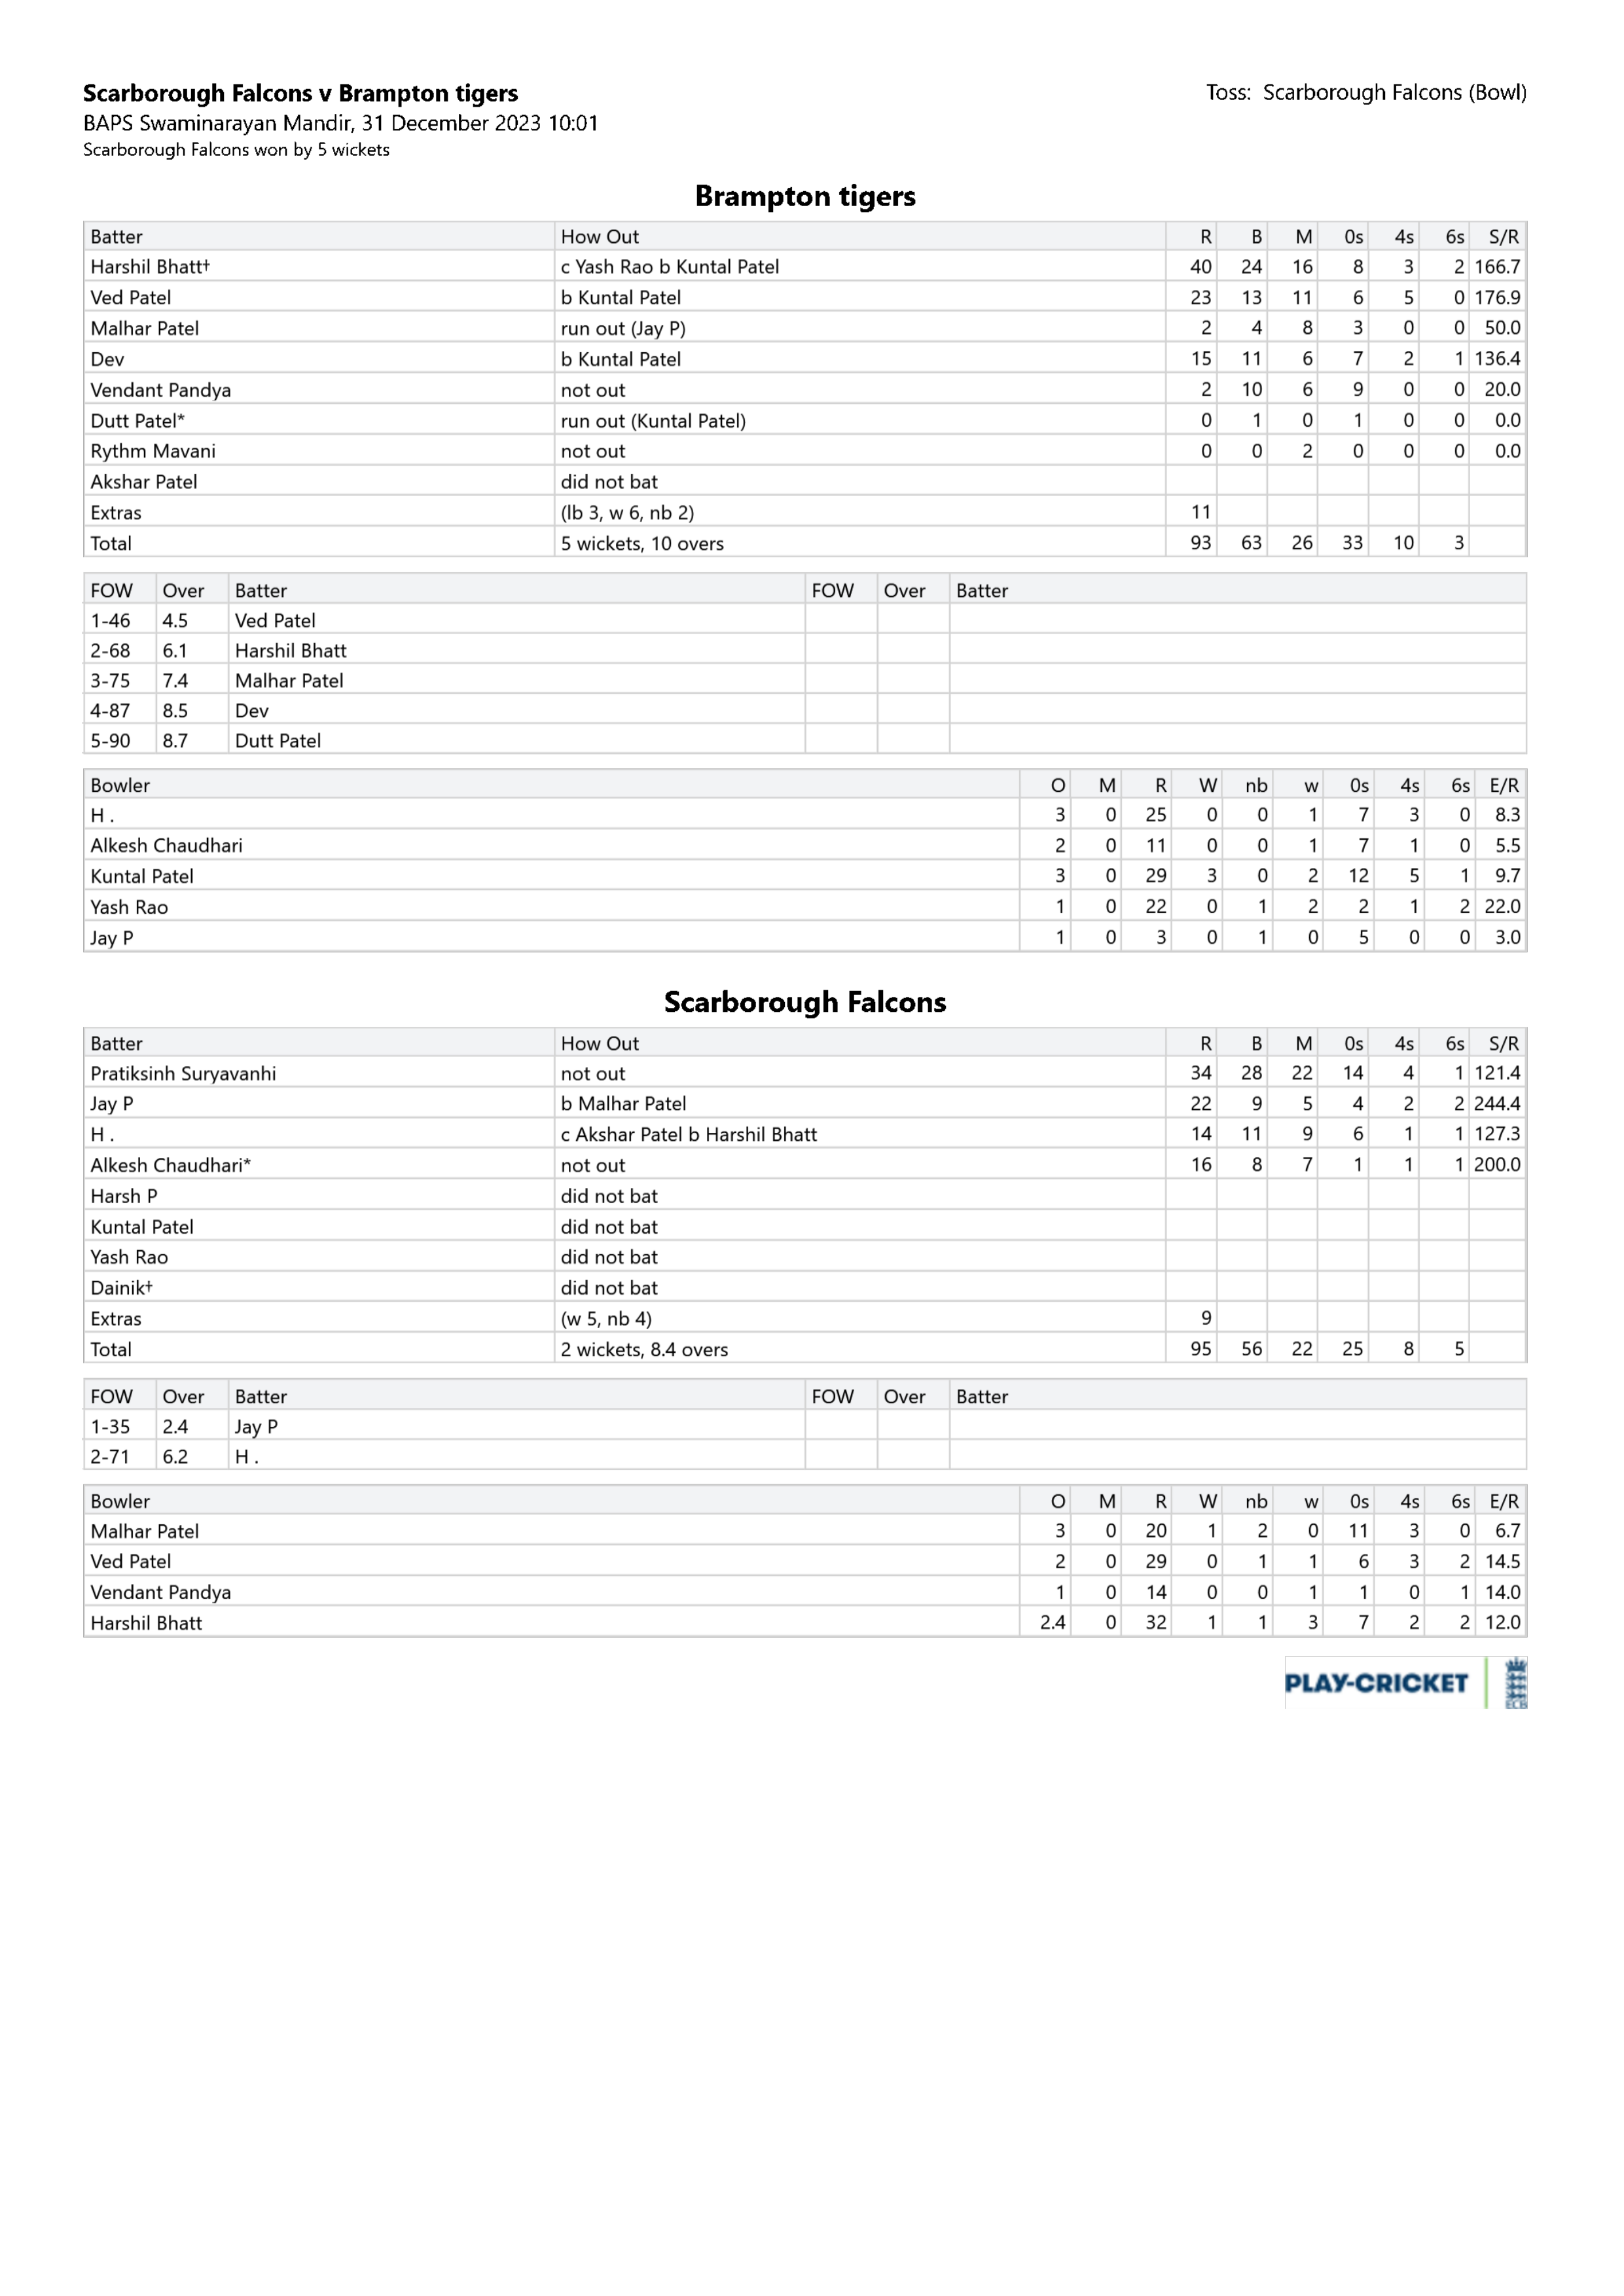 Scarborough Falcons v Brampton tigers Toss: Scarborough Falcons (Bowl)
BAPS Swaminarayan Mandir, 31 December 2023 10:01
Scarborough Falcons won by 5 wickets
Brampton tigers
Batter How Out R B M 0s 4s 6s S/R
Harshil Bhatt† c Yash Rao b Kuntal Patel 40 24 16 8 3 2 166.7
Ved Patel b Kuntal Patel 23 13 11 6 5 0 176.9
Malhar Patel run out (Jay P) 2 4 8 3 0 0 50.0
Dev b Kuntal Patel 15 11 6 7 2 1 136.4
Vendant Pandya not out 2 10 6 9 0 0 20.0
Dutt Patel* run out (Kuntal Patel) 0 1 0 1 0 0 0.0
Rythm Mavani not out 0 0 2 0 0 0 0.0
Akshar Patel did not bat
Extras (lb 3, w 6, nb 2) 11
Total 5 wickets, 10 overs 93 63 26 33 10 3
FOW Over Batter FOW Over Batter
1-46 4.5 Ved Patel
2-68 6.1 Harshil Bhatt
3-75 7.4 Malhar Patel
4-87 8.5 Dev
5-90 8.7 Dutt Patel
Bowler O M R W nb w 0s 4s 6s E/R
H . 3 0 25 0 0 1 7 3 0 8.3
Alkesh Chaudhari 2 0 11 0 0 1 7 1 0 5.5
Kuntal Patel 3 0 29 3 0 2 12 5 1 9.7
Yash Rao 1 0 22 0 1 2 2 1 2 22.0
Jay P 1 0 3 0 1 0 5 0 0 3.0
Scarborough Falcons
Batter How Out R B M 0s 4s 6s S/R
Pratiksinh Suryavanhi not out 34 28 22 14 4 1 121.4
Jay P b Malhar Patel 22 9 5 4 2 2 244.4
H . c Akshar Patel b Harshil Bhatt 14 11 9 6 1 1 127.3
Alkesh Chaudhari* not out 16 8 7 1 1 1 200.0
Harsh P did not bat
Kuntal Patel did not bat
Yash Rao did not bat
Dainik† did not bat
Extras (w 5, nb 4) 9
Total 2 wickets, 8.4 overs 95 56 22 25 8 5
FOW Over Batter FOW Over Batter
1-35 2.4 Jay P
2-71 6.2 H .
Bowler O M R W nb w 0s 4s 6s E/R
Malhar Patel 3 0 20 1 2 0 11 3 0 6.7
Ved Patel 2 0 29 0 1 1 6 3 2 14.5
Vendant Pandya 1 0 14 0 0 1 1 0 1 14.0
Harshil Bhatt 2.4 0 32 1 1 3 7 2 2 12.0
PLAY-CRICKET ECB